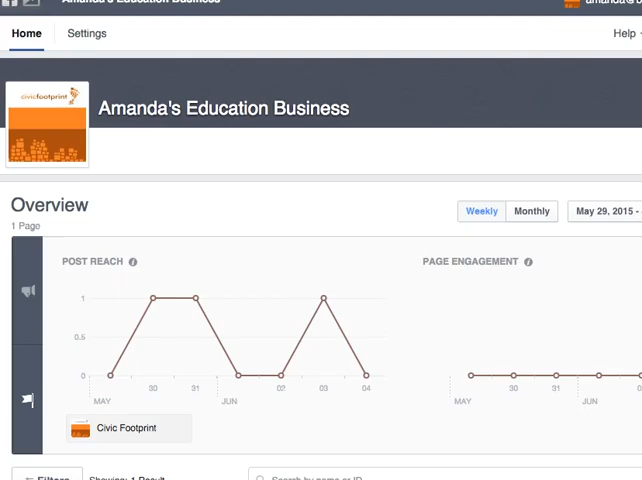 Amanda's Education Business
Home
Settings
Help
civicfootprint
Amanda's Education Business
Overview
1 Page
Weekly
Monthly
May 29, 2015 -
POST REACH
PAGE ENGAGEMENT
1
0.5
0
30
31
02
03
04
MAY
JUN
30
31
MAY
JUN
Civic Footprint
Filters
Showing: 1 Result
Search by name or ID